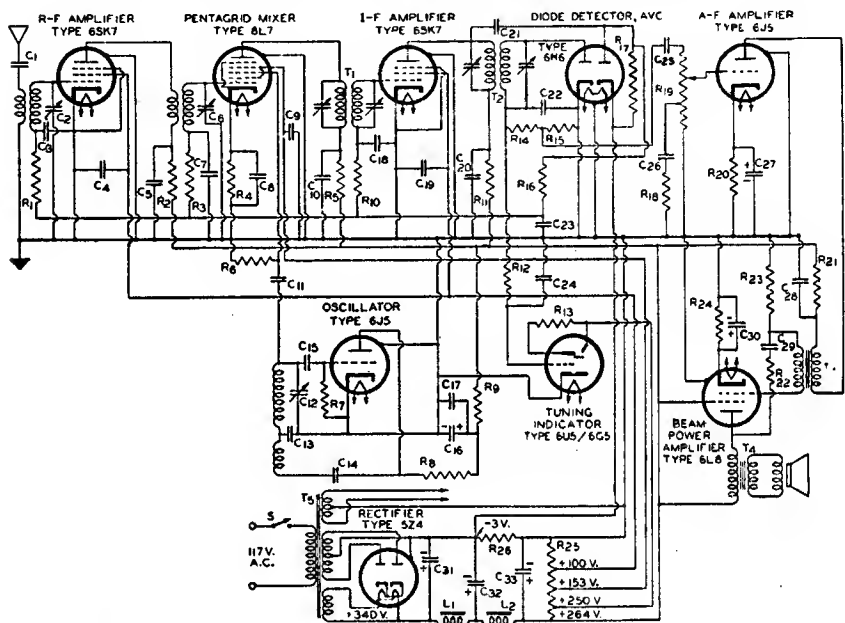 R-F AMPLIFIER
TYPE 6SK7
PENTAGRID MIXER
TYPE 6L7
I-F AMPLIFIER
TYPE 6SK7
DIODE DETECTOR, AVC
TYPE
6H6
A-F AMPLIFIER
TYPE 6J5
C1
C2
C3
C4
R1
C5
R2
R3
C7
C6
R4
C8
C9
T1
C10
R5
R10
C18
C19
C20
R11
C21
T2
C22
R14
R15
R16
R17
C23
C25
R19
C26
R18
R20
C27
R6
C11
R12
C24
R23
C28
R21
OSCILLATOR
TYPE 6J5
C15
C12
R7
C13
C14
C17
C16
R9
R8
R13
TUNING
INDICATOR
TYPE 6U5/6G5
R24
C30
C29
R22
BEAM
POWER
AMPLIFIER
TYPE 6L6
T4
T5
S
117 V.
A.C.
RECTIFIER
TYPE 5Z4
+340 V.
C31
-3 V.
R26
C32
C33
L1
L2
R25
+100 V.
+153 V.
+250 V
+264 V.